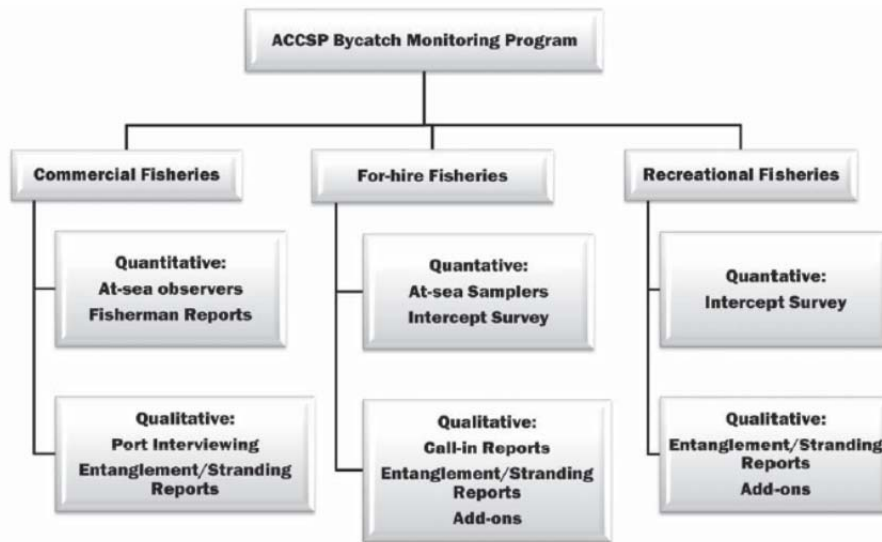 ACCSP Bycatch Monitoring Program
Commercial Fisheries
For-hire Fisheries
Recreational Fisheries
Quantitative:
At-sea observers
Fisherman Reports
Quantative:
At-sea Samplers
Intercept Survey
Quantative:
Intercept Survey
Qualitative:
Port Interviewing
Entanglement/Stranding
Reports
Qualitative:
Call-in Reports
Entanglement/Stranding
Reports
Add-ons
Qualitative:
Entanglement/Stranding
Reports
Add-ons